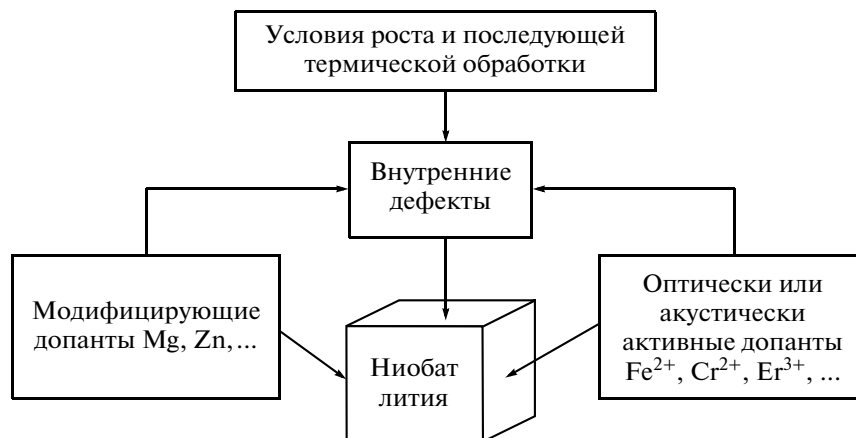 Условия роста и последующей
термической обработки
Внутренние
дефекты
Модифицирующие
допанты Mg, Zn, ...
Оптически или
акустически
активные допанты
Fe²⁺, Cr²⁺, Er³⁺, ...
Ниобат
лития